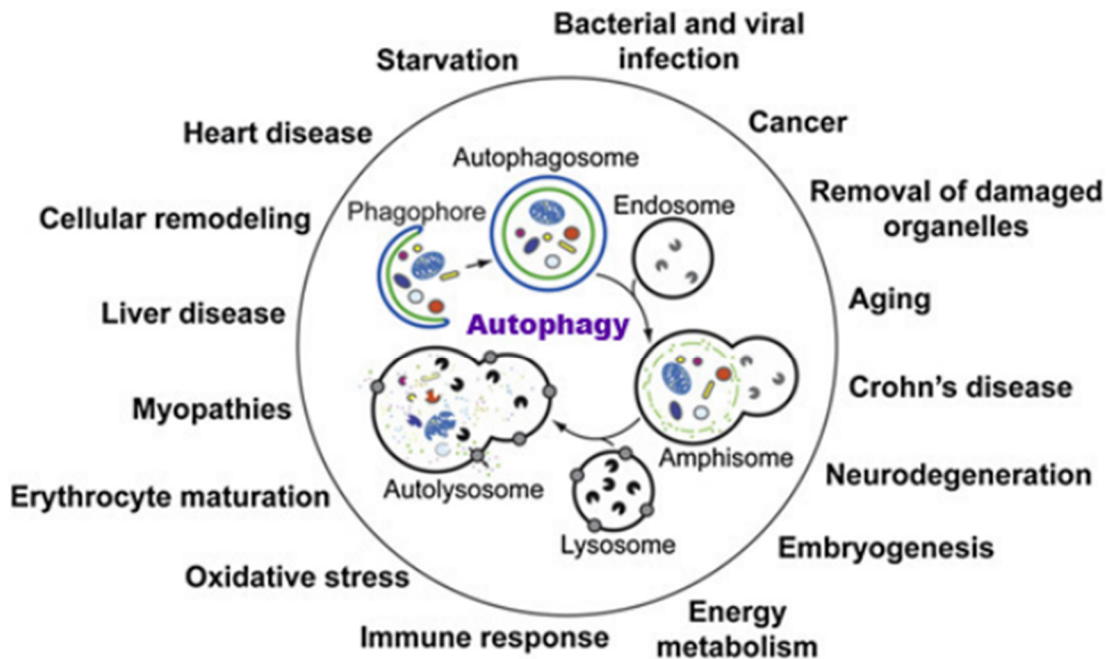 Bacterial and viral
infection
Starvation
Cancer
Heart disease
Autophagosome
Removal of damaged
organelles
Phagophore
Endosome
Cellular remodeling
Aging
Liver disease
Autophagy
Crohn's disease
Myopathies
Amphisome
Neurodegeneration
Autolysosome
Erythrocyte maturation
Lysosome
Embryogenesis
Oxidative stress
Energy
metabolism
Immune response